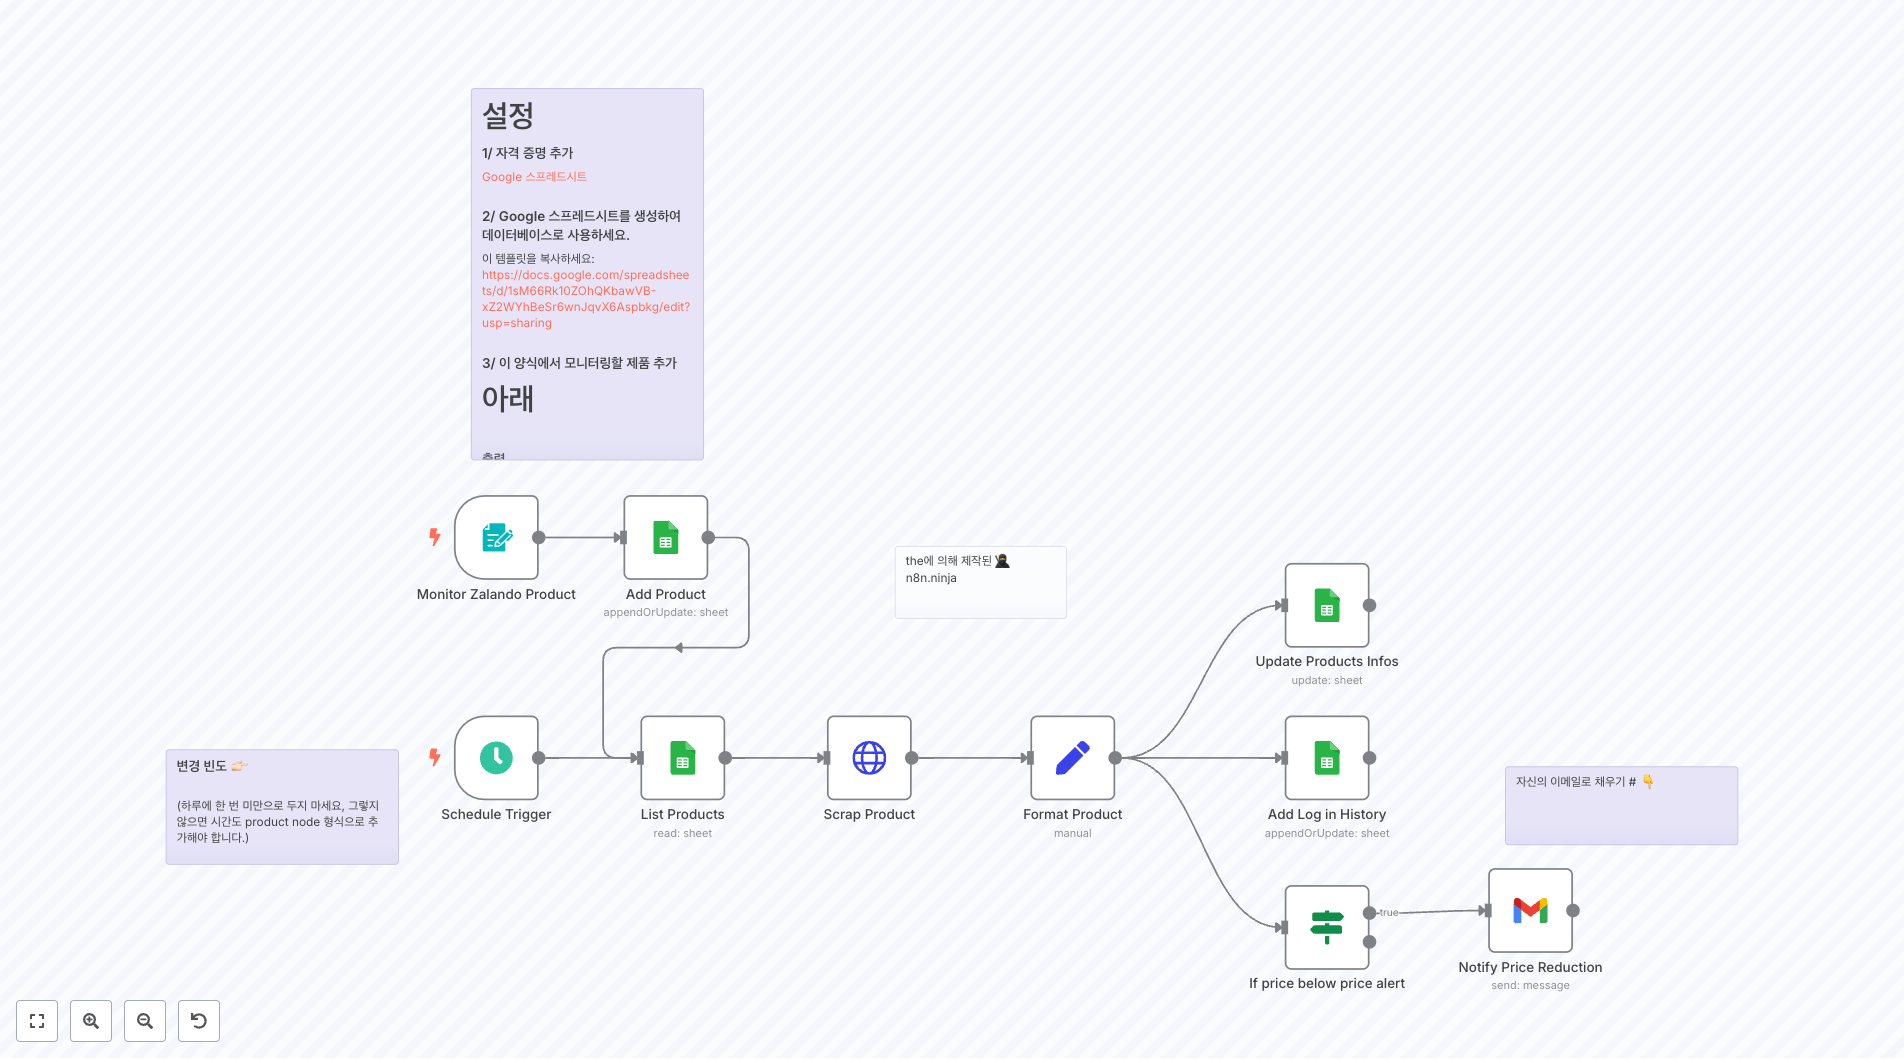 설정
1/ 자격 증명 추가
Google 스프레드시트
2/ Google 스프레드시트를 생성하여
데이터베이스로 사용하세요.
이 템플릿을 복사하세요:
https://docs.google.com/spreadshee
ts/d/1sM66Rk10ZOhQKbawVB-
xZ2WYhBeSr6wnJqvX6Aspbkg/edit?
usp=sharing
3/ 이 양식에서 모니터링할 제품 추가
아래
Monitor Zalando Product
Add Product
appendOrUpdate: sheet
the에 의해 제작된 🥷
n8n.ninja
Update Products Infos
update: sheet
변경 빈도 👉🏻
(하루에 한 번 미만으로 두지 마세요, 그렇지
않으면 시간도 product node 형식으로 추
가해야 합니다.)
Schedule Trigger
List Products
read: sheet
Scrap Product
Format Product
manual
Add Log in History
appendOrUpdate: sheet
자신의 이메일로 채우기 # 👇
true
If price below price alert
Notify Price Reduction
send: message